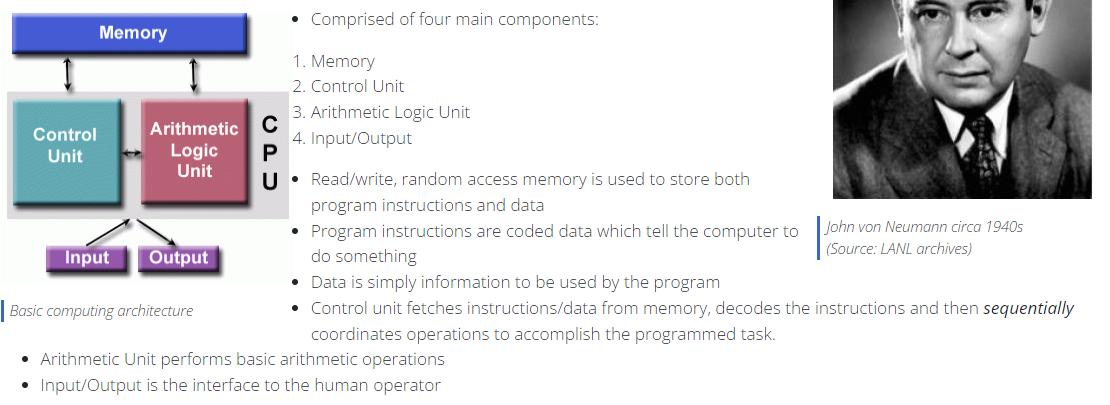 Memory
Control
Unit
Arithmetic
Logic
Unit
C
P
U
Input
Output
Basic computing architecture
• Comprised of four main components:
1. Memory
2. Control Unit
3. Arithmetic Logic Unit
4. Input/Output
• Read/write, random access memory is used to store both
program instructions and data
• Program instructions are coded data which tell the computer to
do something
• Data is simply information to be used by the program
• Control unit fetches instructions/data from memory, decodes the instructions and then sequentially
coordinates operations to accomplish the programmed task.
• Arithmetic Unit performs basic arithmetic operations
• Input/Output is the interface to the human operator
John von Neumann circa 1940s
(Source: LANL archives)